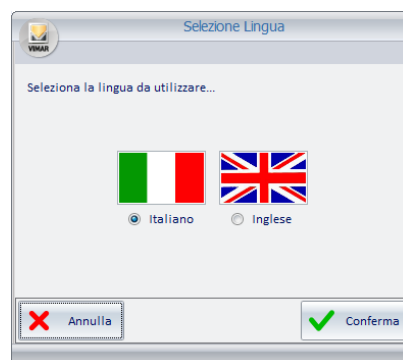 Selezione Lingua
VIMAR
Seleziona la lingua da utilizzare...
Italiano Inglese
Annulla Conferma